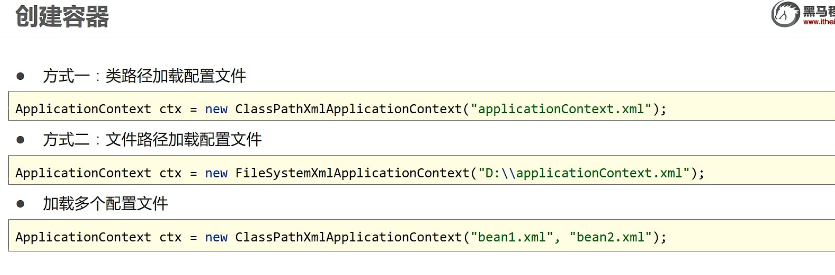 创建容器
黑马程
www.ithei
● 方式一：类路径加载配置文件
ApplicationContext ctx = new ClassPathXmlApplicationContext("applicationContext.xml");
● 方式二：文件路径加载配置文件
ApplicationContext ctx = new FileSystemXmlApplicationContext("D:\\applicationContext.xml");
● 加载多个配置文件
ApplicationContext ctx = new ClassPathXmlApplicationContext("bean1.xml", "bean2.xml");